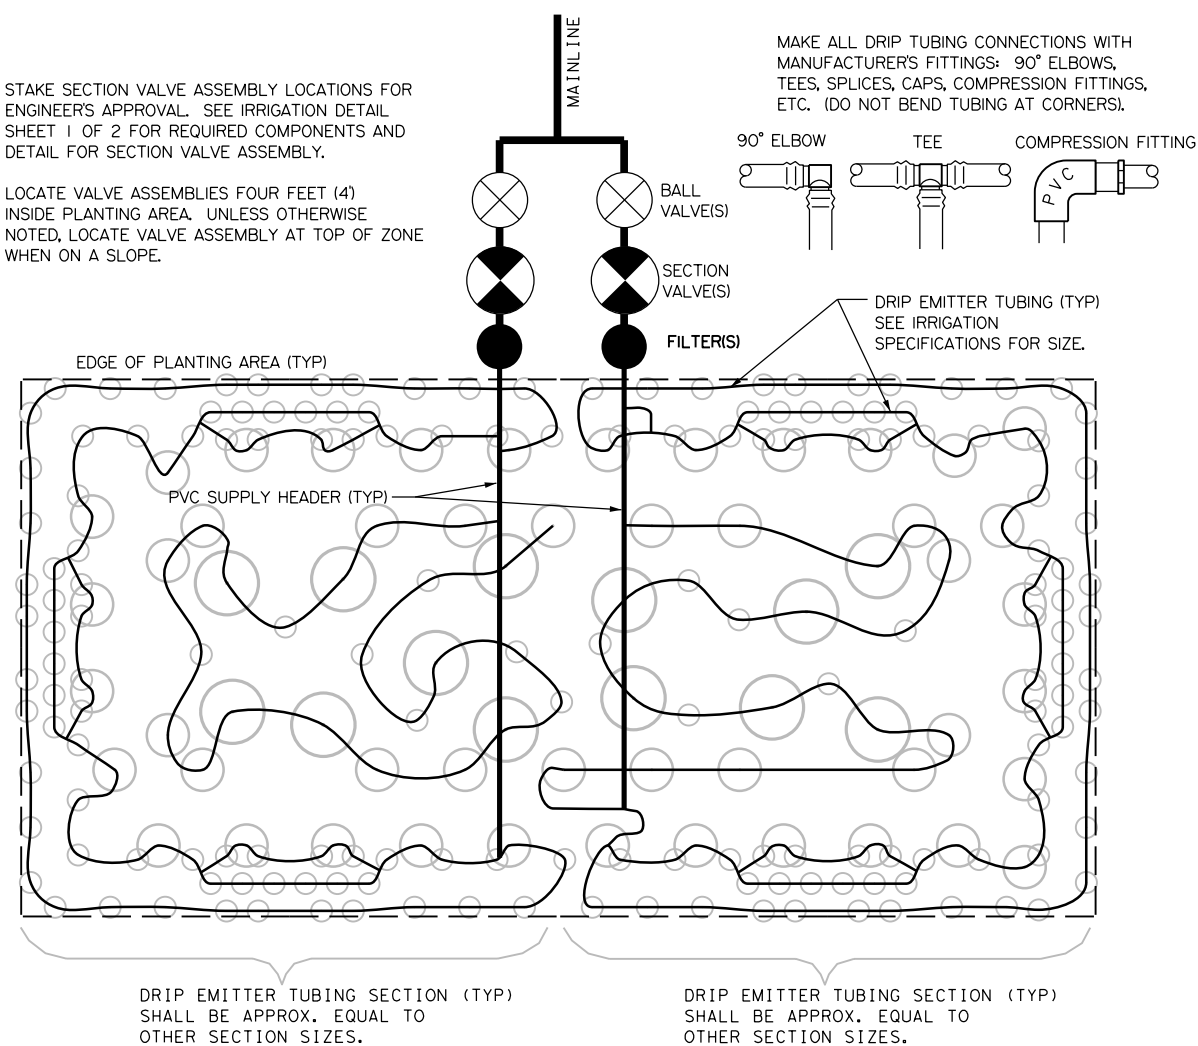 MAINLINE
STAKE SECTION VALVE ASSEMBLY LOCATIONS FOR
ENGINEER'S APPROVAL. SEE IRRIGATION DETAIL
SHEET 1 OF 2 FOR REQUIRED COMPONENTS AND
DETAIL FOR SECTION VALVE ASSEMBLY.
LOCATE VALVE ASSEMBLIES FOUR FEET (4')
INSIDE PLANTING AREA. UNLESS OTHERWISE
NOTED, LOCATE VALVE ASSEMBLY AT TOP OF ZONE
WHEN ON A SLOPE.
MAKE ALL DRIP TUBING CONNECTIONS WITH
MANUFACTURER'S FITTINGS: 90° ELBOWS,
TEES, SPLICES, CAPS, COMPRESSION FITTINGS,
ETC. (DO NOT BEND TUBING AT CORNERS).
90° ELBOW
TEE
COMPRESSION FITTING
PVC
BALL
VALVE(S)
SECTION
VALVE(S)
FILTER(S)
DRIP EMITTER TUBING (TYP)
SEE IRRIGATION
SPECIFICATIONS FOR SIZE.
EDGE OF PLANTING AREA (TYP)
PVC SUPPLY HEADER (TYP)
DRIP EMITTER TUBING SECTION (TYP)
SHALL BE APPROX. EQUAL TO
OTHER SECTION SIZES.
DRIP EMITTER TUBING SECTION (TYP)
SHALL BE APPROX. EQUAL TO
OTHER SECTION SIZES.